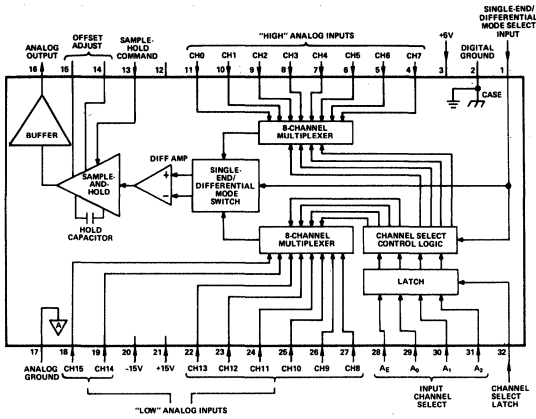 SINGLE-END/
DIFFERENTIAL
MODE SELECT
INPUT
"HIGH" ANALOG INPUTS
OFFSET
ADJUST
SAMPLE-
HOLD
COMMAND
ANALOG
OUTPUT
+5V
DIGITAL
GROUND
CH0 CH1 CH2 CH3 CH4 CH5 CH6 CH7
16 15 14 13 12 11 10 9 8 7 6 5 4 3 2 1
CASE
BUFFER
8-CHANNEL
MULTIPLEXER
DIFF AMP
SAMPLE-
AND-
HOLD
+
−
SINGLE-
END/
DIFFERENTIAL
MODE
SWITCH
HOLD
CAPACITOR
8-CHANNEL
MULTIPLEXER
CHANNEL SELECT
CONTROL LOGIC
LATCH
A
17 18 19 20 21 22 23 24 25 26 27 28 29 30 31 32
ANALOG
GROUND
CH15 CH14 -15V +15V CH13 CH12 CH11 CH10 CH9 CH8 AE A0 A1 A2
CHANNEL
SELECT
LATCH
INPUT
CHANNEL
SELECT
"LOW" ANALOG INPUTS